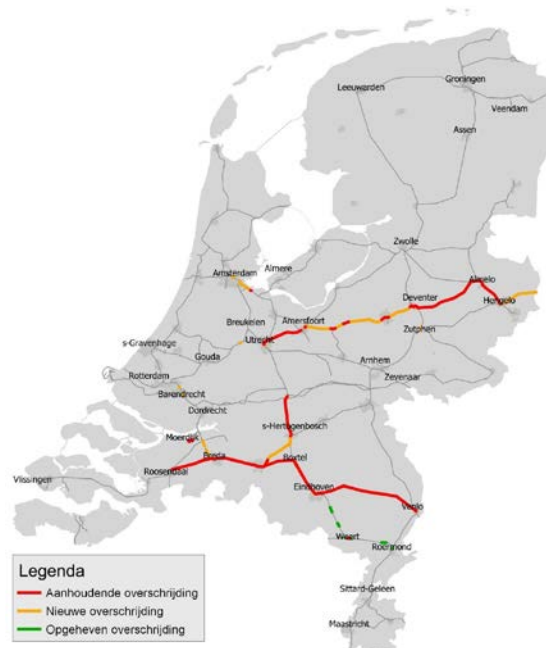 Groningen
Leeuwarden
Veendam
Assen
Zwolle
Almere
Amsterdam
Almelo
Deventer
Hengelo
Breukelen
Amersfoort
Zutphen
s-Gravenhage
Utrecht
Gouda
Arnhem
Zevenaar
Rotterdam
Barendrecht
Dordrecht
s-Hertogenbosch
Moerdijk
Breda
Boxtel
Roosendaal
Vlissingen
Eindhoven
Venlo
Weert
Roermond
Sittard-Geleen
Maastricht
Legenda
Aanhoudende overschrijding
Nieuwe overschrijding
Opgeheven overschrijding